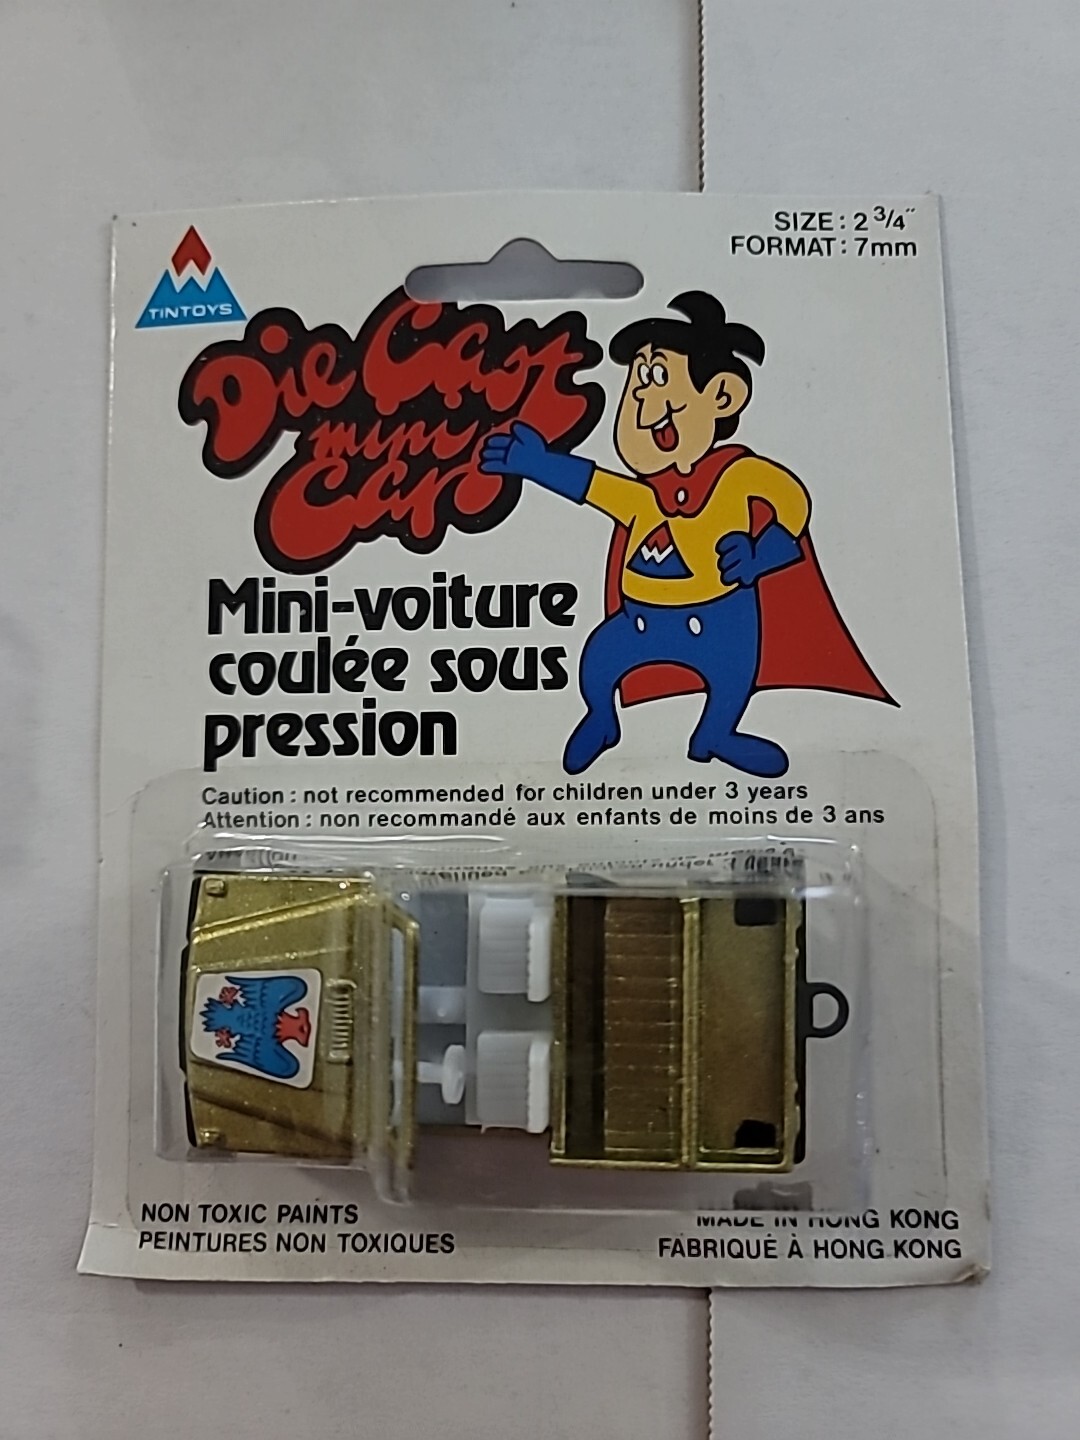 SIZE: 2 3/4"
FORMAT: 7mm
TINTOYS
Die Cast
mini
Car
Mini-voiture
coulée sous
pression
Caution: not recommended for children under 3 years
Attention: non recommandé aux enfants de moins de 3 ans
NON TOXIC PAINTS
PEINTURES NON TOXIQUES
MADE IN HONG KONG
FABRIQUÉ À HONG KONG